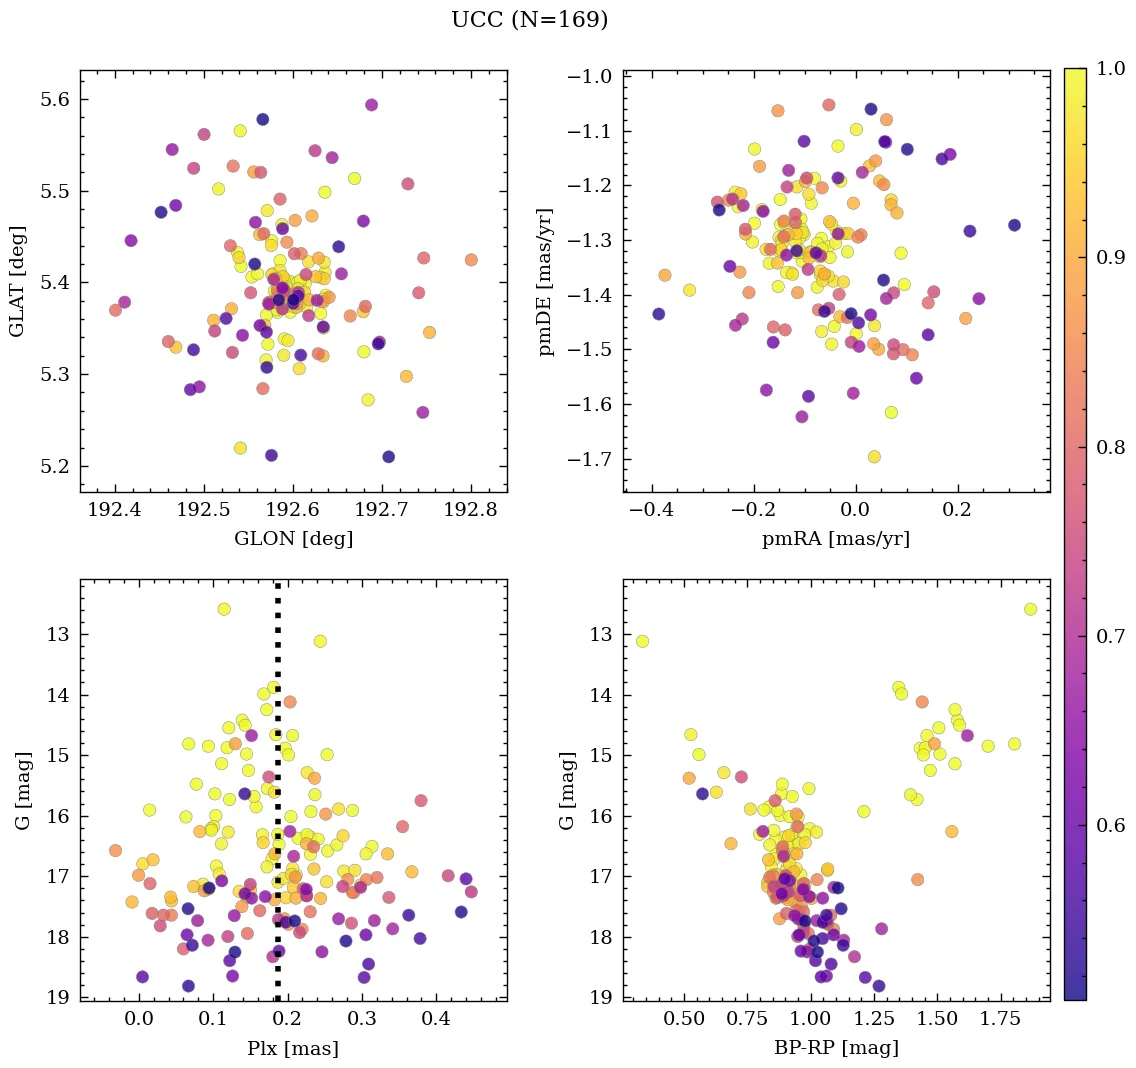 UCC (N=169)
5.6
5.5
5.4
5.3
5.2
GLAT [deg]
192.4 192.5 192.6 192.7 192.8
GLON [deg]
−1.0
−1.1
−1.2
−1.3
−1.4
−1.5
−1.6
−1.7
pmDE [mas/yr]
−0.4 −0.2 0.0 0.2
pmRA [mas/yr]
1.0
0.9
0.8
0.7
0.6
13
14
15
16
17
18
19
G [mag]
0.0 0.1 0.2 0.3 0.4
Plx [mas]
13
14
15
16
17
18
19
G [mag]
0.50 0.75 1.00 1.25 1.50 1.75
BP-RP [mag]